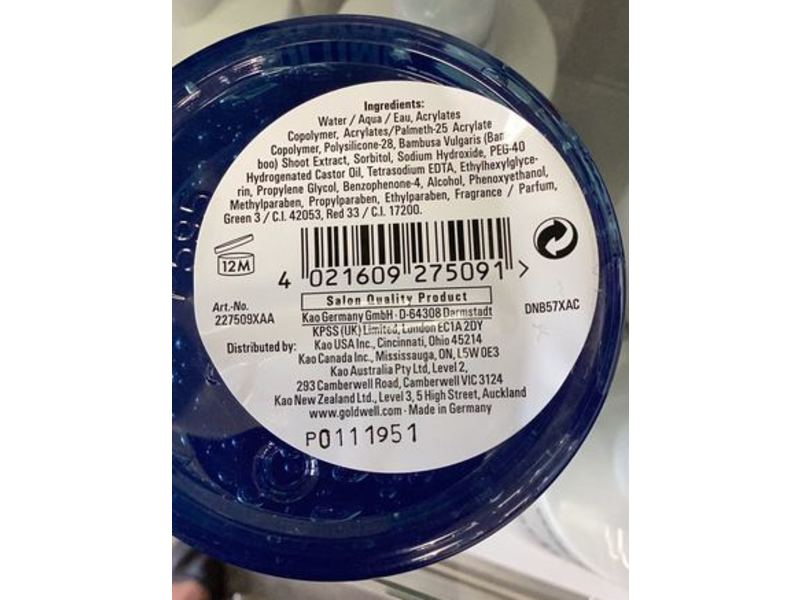 Ingredients:
Water / Aqua / Eau, Acrylates
Copolymer, Acrylates/Palmeth-25 Acrylate
Copolymer, Polysilicone-28, Bambusa Vulgaris (Bam-
boo) Shoot Extract, Sorbitol, Sodium Hydroxide, PEG-40
Hydrogenated Castor Oil, Tetrasodium EDTA, Ethylhexylglyce-
rin, Propylene Glycol, Benzophenone-4, Alcohol, Phenoxyethanol,
Methylparaben, Propylparaben, Ethylparaben, Fragrance / Parfum,
Green 3 / C.I. 42053, Red 33 / C.I. 17200.
12M
4 021609 275091 >
Art.-No.
227509XAA
DNB57XAC
Salon Quality Product
Kao Germany GmbH · D-64308 Darmstadt
KPSS (UK) Limited, London EC1A 2DY
Distributed by: Kao USA Inc., Cincinnati, Ohio 45214
Kao Canada Inc., Mississauga, ON, L5W 0E3
Kao Australia Pty Ltd, Level 2,
293 Camberwell Road, Camberwell VIC 3124
Kao New Zealand Ltd., Level 3, 5 High Street, Auckland
www.goldwell.com · Made in Germany
P0111951